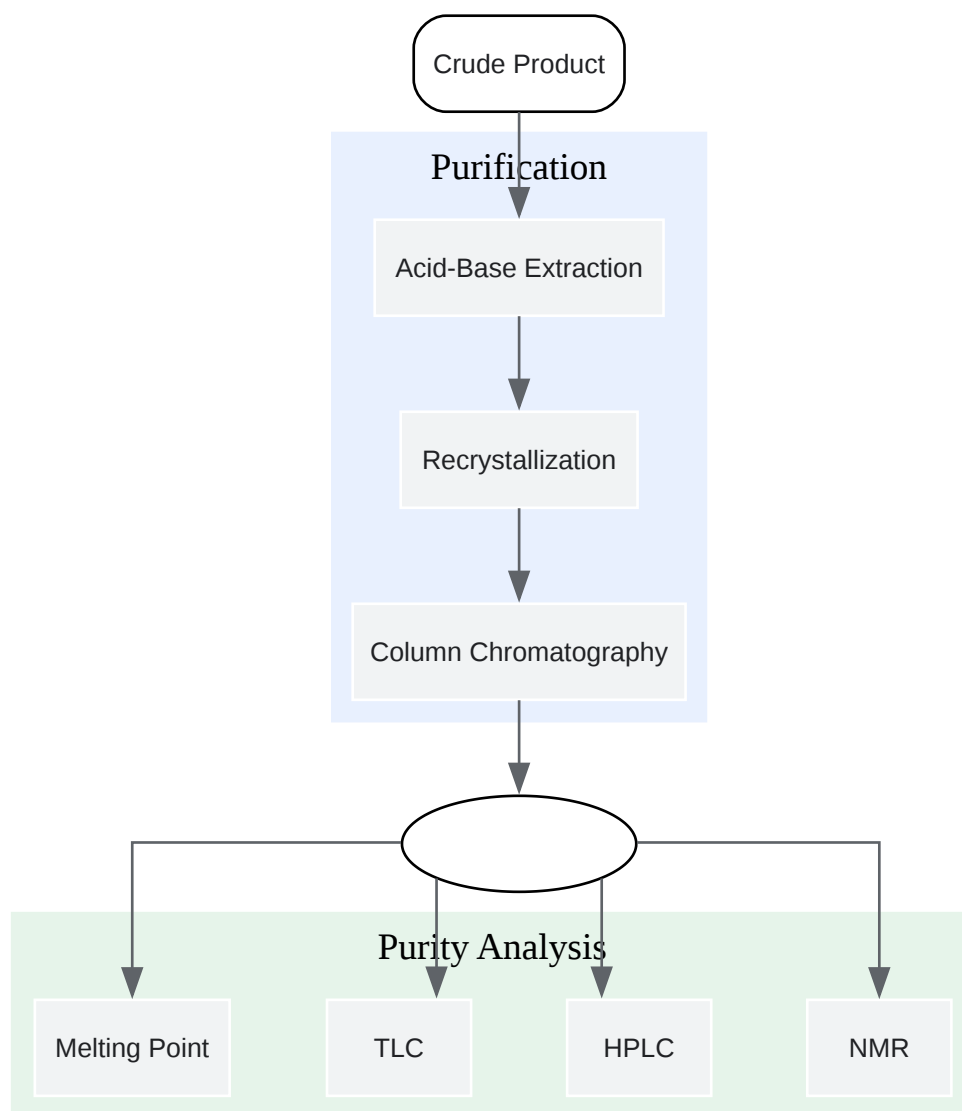 Crude Product
Purification
Acid-Base Extraction
Recrystallization
Column Chromatography
Purity Analysis
Melting Point
TLC
HPLC
NMR